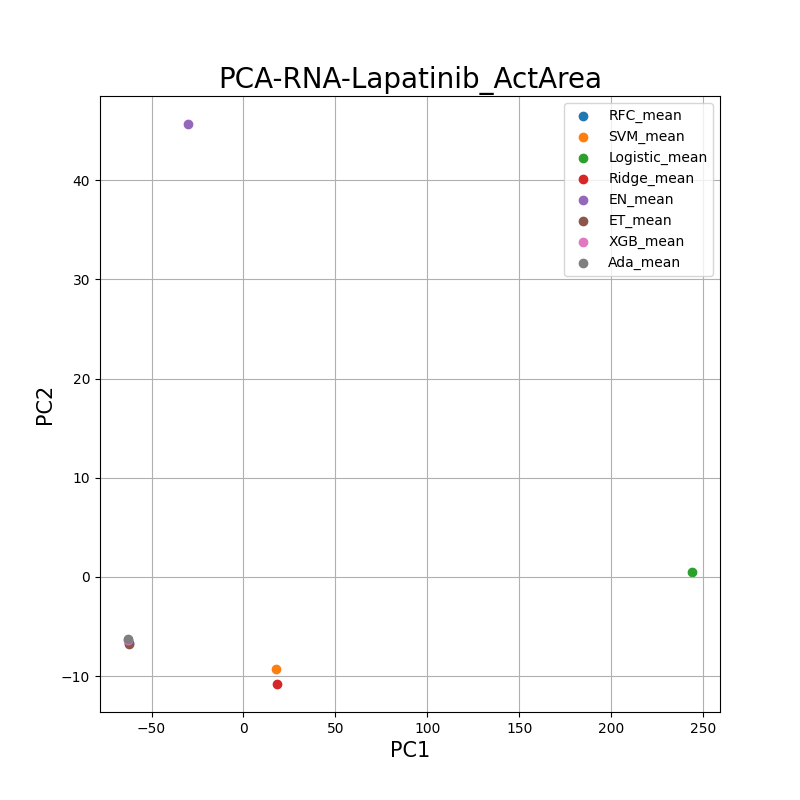 PCA-RNA-Lapatinib_ActArea
RFC_mean
SVM_mean
Logistic_mean
Ridge_mean
EN_mean
ET_mean
XGB_mean
Ada_mean
PC2
40
30
20
10
0
−10
−50 0 50 100 150 200 250
PC1